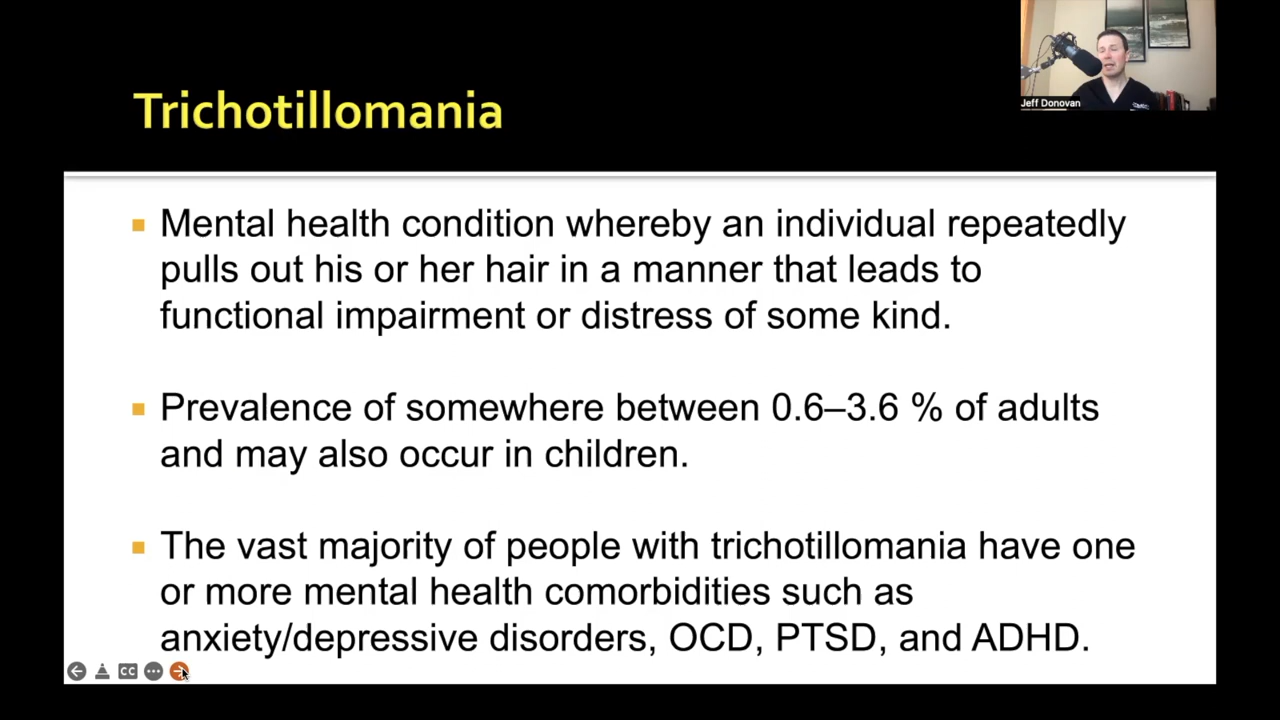 Trichotillomania
Jeff Donovan
Mental health condition whereby an individual repeatedly
pulls out his or her hair in a manner that leads to
functional impairment or distress of some kind.
Prevalence of somewhere between 0.6–3.6 % of adults
and may also occur in children.
The vast majority of people with trichotillomania have one
or more mental health comorbidities such as
anxiety/depressive disorders, OCD, PTSD, and ADHD.
CC